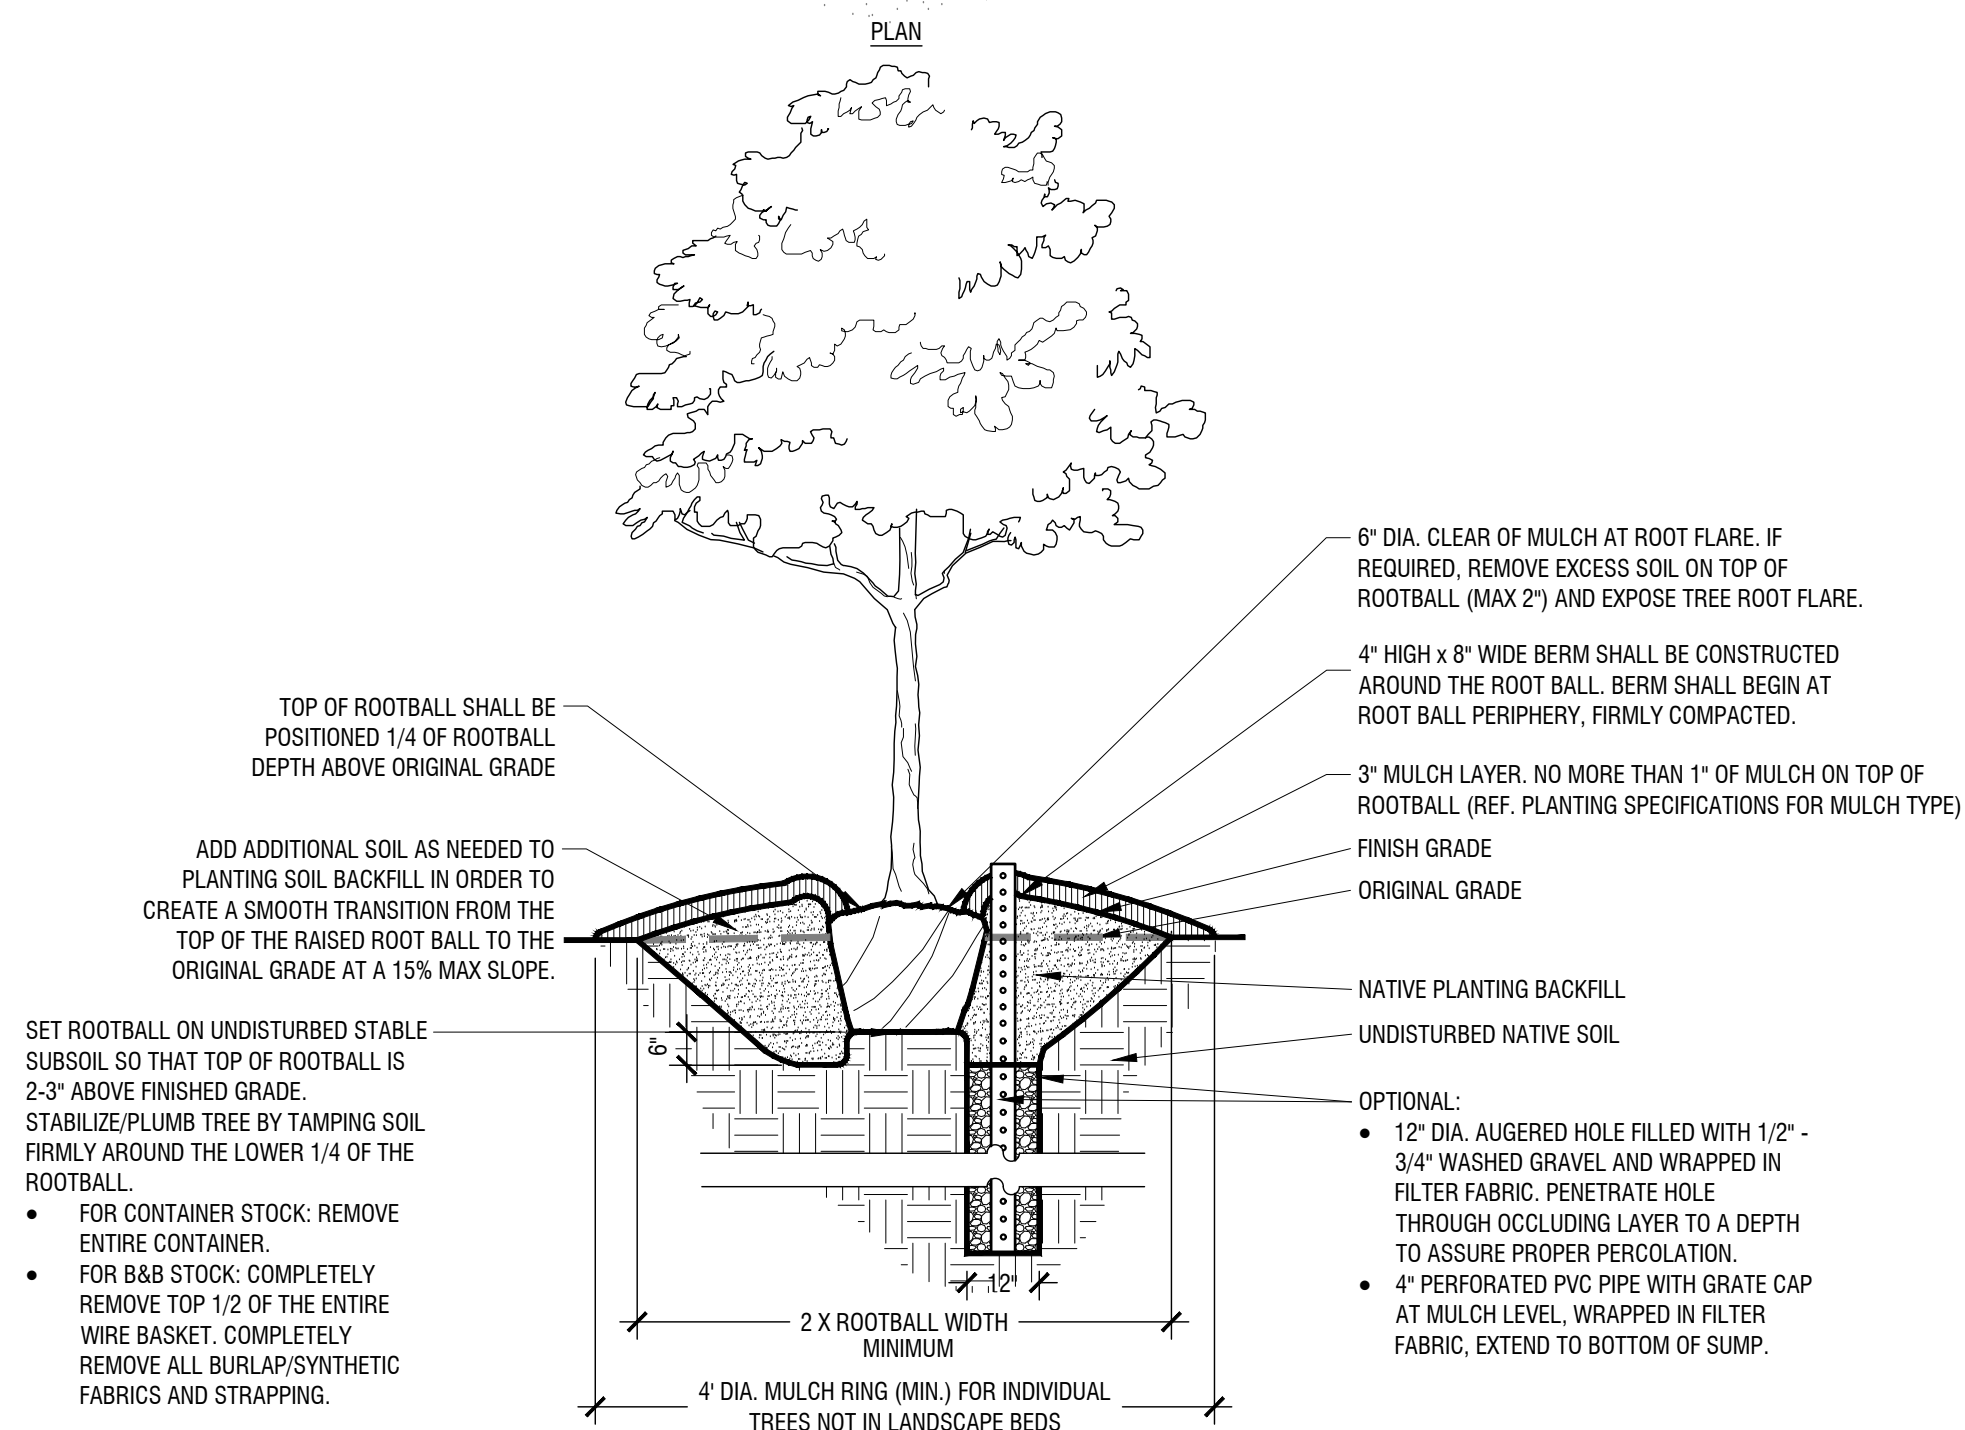 PLAN
TOP OF ROOTBALL SHALL BE
POSITIONED 1/4 OF ROOTBALL
DEPTH ABOVE ORIGINAL GRADE
ADD ADDITIONAL SOIL AS NEEDED TO
PLANTING SOIL BACKFILL IN ORDER TO
CREATE A SMOOTH TRANSITION FROM THE
TOP OF THE RAISED ROOT BALL TO THE
ORIGINAL GRADE AT A 15% MAX SLOPE.
SET ROOTBALL ON UNDISTURBED STABLE
SUBSOIL SO THAT TOP OF ROOTBALL IS
2-3" ABOVE FINISHED GRADE.
STABILIZE/PLUMB TREE BY TAMPING SOIL
FIRMLY AROUND THE LOWER 1/4 OF THE
ROOTBALL.
• FOR CONTAINER STOCK: REMOVE
ENTIRE CONTAINER.
• FOR B&B STOCK: COMPLETELY
REMOVE TOP 1/2 OF THE ENTIRE
WIRE BASKET. COMPLETELY
REMOVE ALL BURLAP/SYNTHETIC
FABRICS AND STRAPPING.
6"
12"
2 X ROOTBALL WIDTH
MINIMUM
4' DIA. MULCH RING (MIN.) FOR INDIVIDUAL
TREES NOT IN LANDSCAPE BEDS
6" DIA. CLEAR OF MULCH AT ROOT FLARE. IF
REQUIRED, REMOVE EXCESS SOIL ON TOP OF
ROOTBALL (MAX 2") AND EXPOSE TREE ROOT FLARE.
4" HIGH x 8" WIDE BERM SHALL BE CONSTRUCTED
AROUND THE ROOT BALL. BERM SHALL BEGIN AT
ROOT BALL PERIPHERY, FIRMLY COMPACTED.
3" MULCH LAYER. NO MORE THAN 1" OF MULCH ON TOP OF
ROOTBALL (REF. PLANTING SPECIFICATIONS FOR MULCH TYPE)
FINISH GRADE
ORIGINAL GRADE
NATIVE PLANTING BACKFILL
UNDISTURBED NATIVE SOIL
OPTIONAL:
• 12" DIA. AUGERED HOLE FILLED WITH 1/2" -
3/4" WASHED GRAVEL AND WRAPPED IN
FILTER FABRIC. PENETRATE HOLE
THROUGH OCCLUDING LAYER TO A DEPTH
TO ASSURE PROPER PERCOLATION.
• 4" PERFORATED PVC PIPE WITH GRATE CAP
AT MULCH LEVEL, WRAPPED IN FILTER
FABRIC, EXTEND TO BOTTOM OF SUMP.